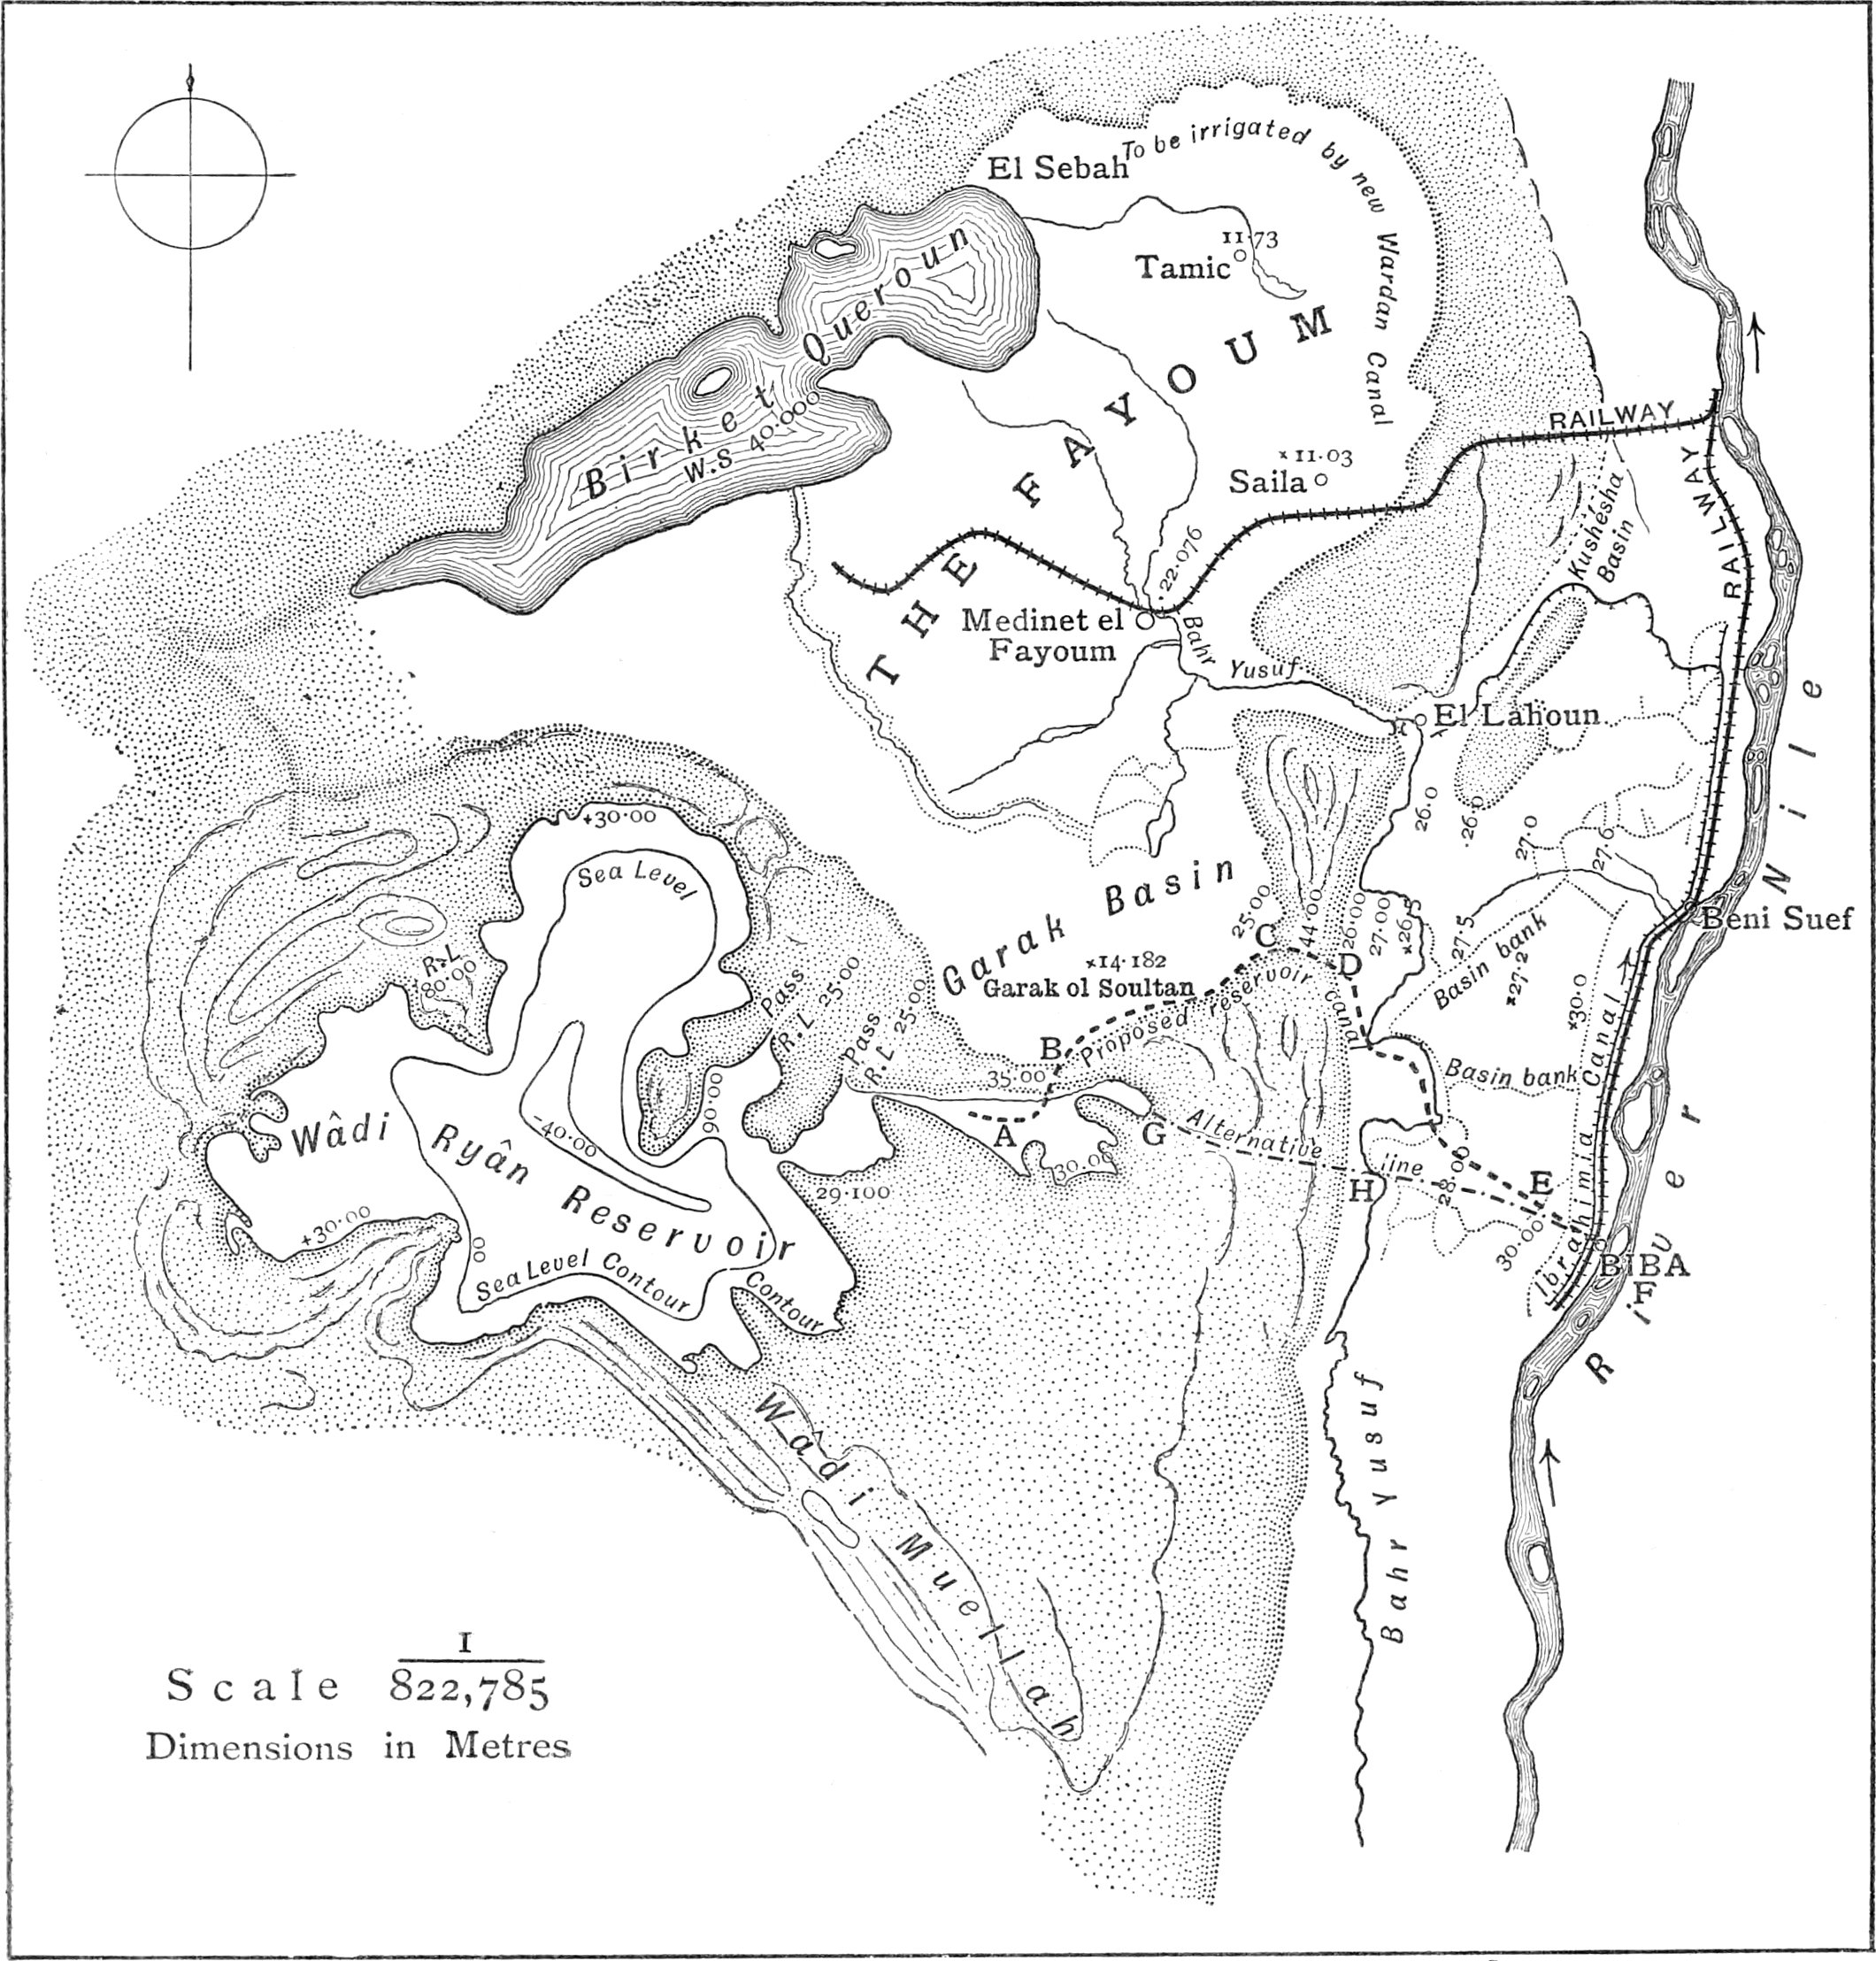 El Sebah
To be irrigated by new Wardan Canal
11·73
Tamic
Birket Queroun
W.S 40·000
THE FAYOUM
×11·03
Saila
RAILWAY
RAILWAY
RAILWAY
Kushesha
Basin
22·076
Medinet el
Fayoum
Bahr Yusuf
El Lahoun
River Nile
26·0
·26·0
27·0
27·6
+30·00
Sea Level
Garak Basin
25·00
C
44·00
26·00
27·00
×26·5
27·5
Basin bank
×27·2
Beni Suef
R.L
80·00
Pass
R.L 25·00
Pass
R.L 25·00
×14·182
Garak ol Soultan
D
×30·0
B
Proposed reservoir canal
35·00
Basin bank
Ibrahimia Canal
90·00
Wâdi Ryân Reservoir
-40·00
A
G
Alternative line
30·00
H
28·00
E
29·100
+30·00
00
Sea Level Contour
Contour
30·00
BIBA
F
Wâdi Muellah
Bahr Yusuf
Scale 1
822,785
Dimensions in Metres